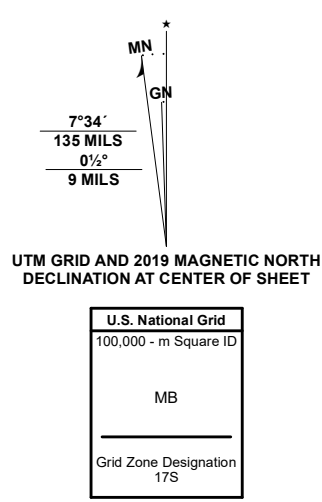 ★
MN
GN
7°34´
135 MILS
0½°
9 MILS
UTM GRID AND 2019 MAGNETIC NORTH
DECLINATION AT CENTER OF SHEET
U.S. National Grid
100,000 - m Square ID
MB
Grid Zone Designation
17S